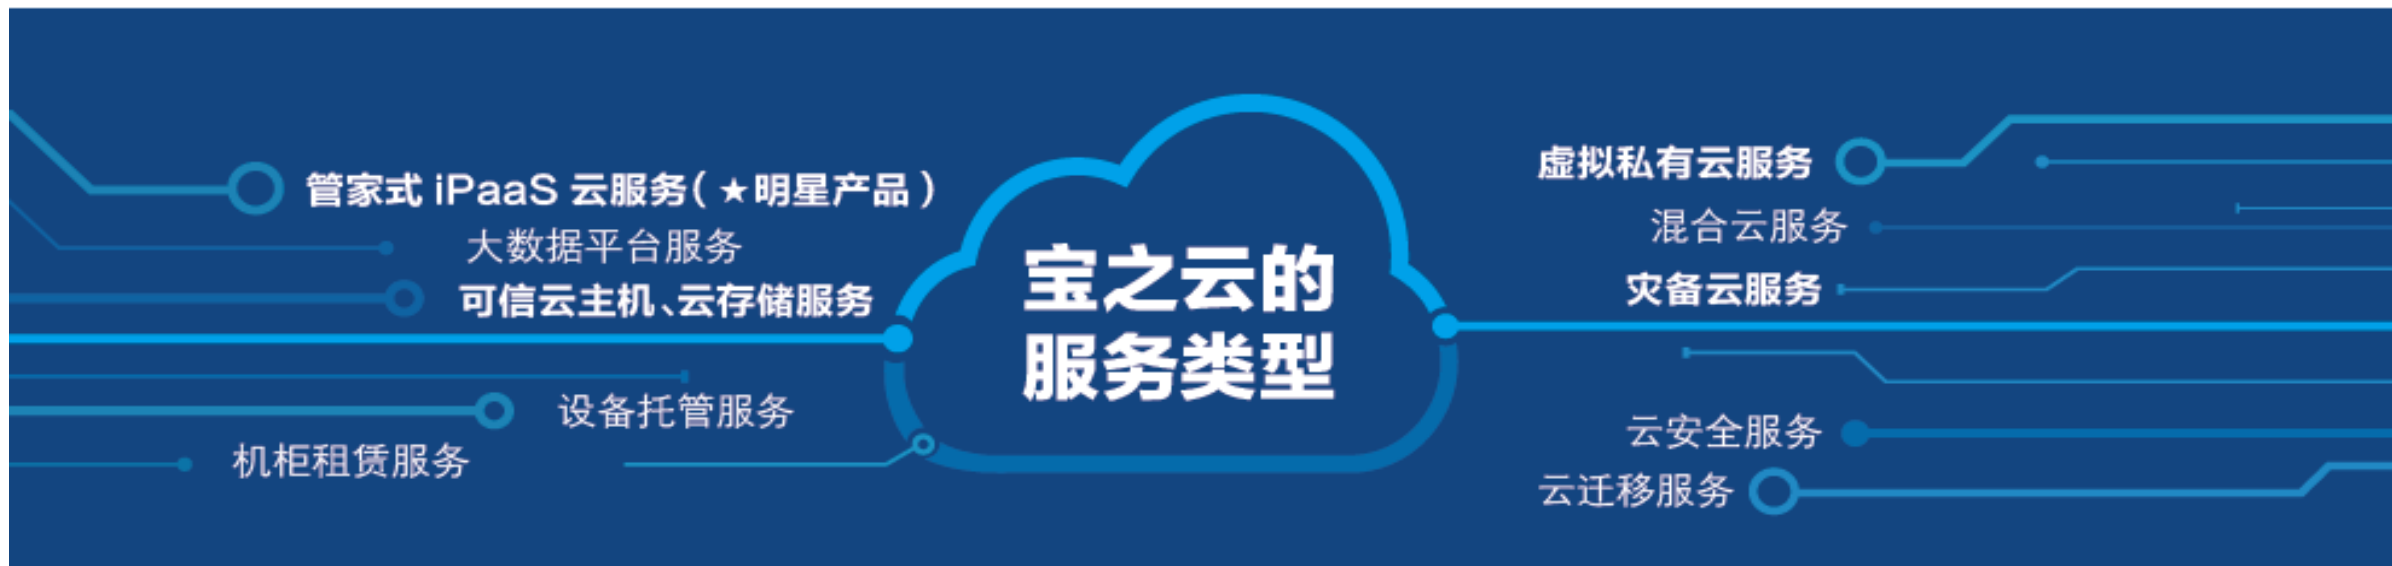 管家式 iPaaS 云服务(★明星产品)
大数据平台服务
可信云主机、云存储服务
设备托管服务
机柜租赁服务
宝之云的
服务类型
虚拟私有云服务
混合云服务
灾备云服务
云安全服务
云迁移服务